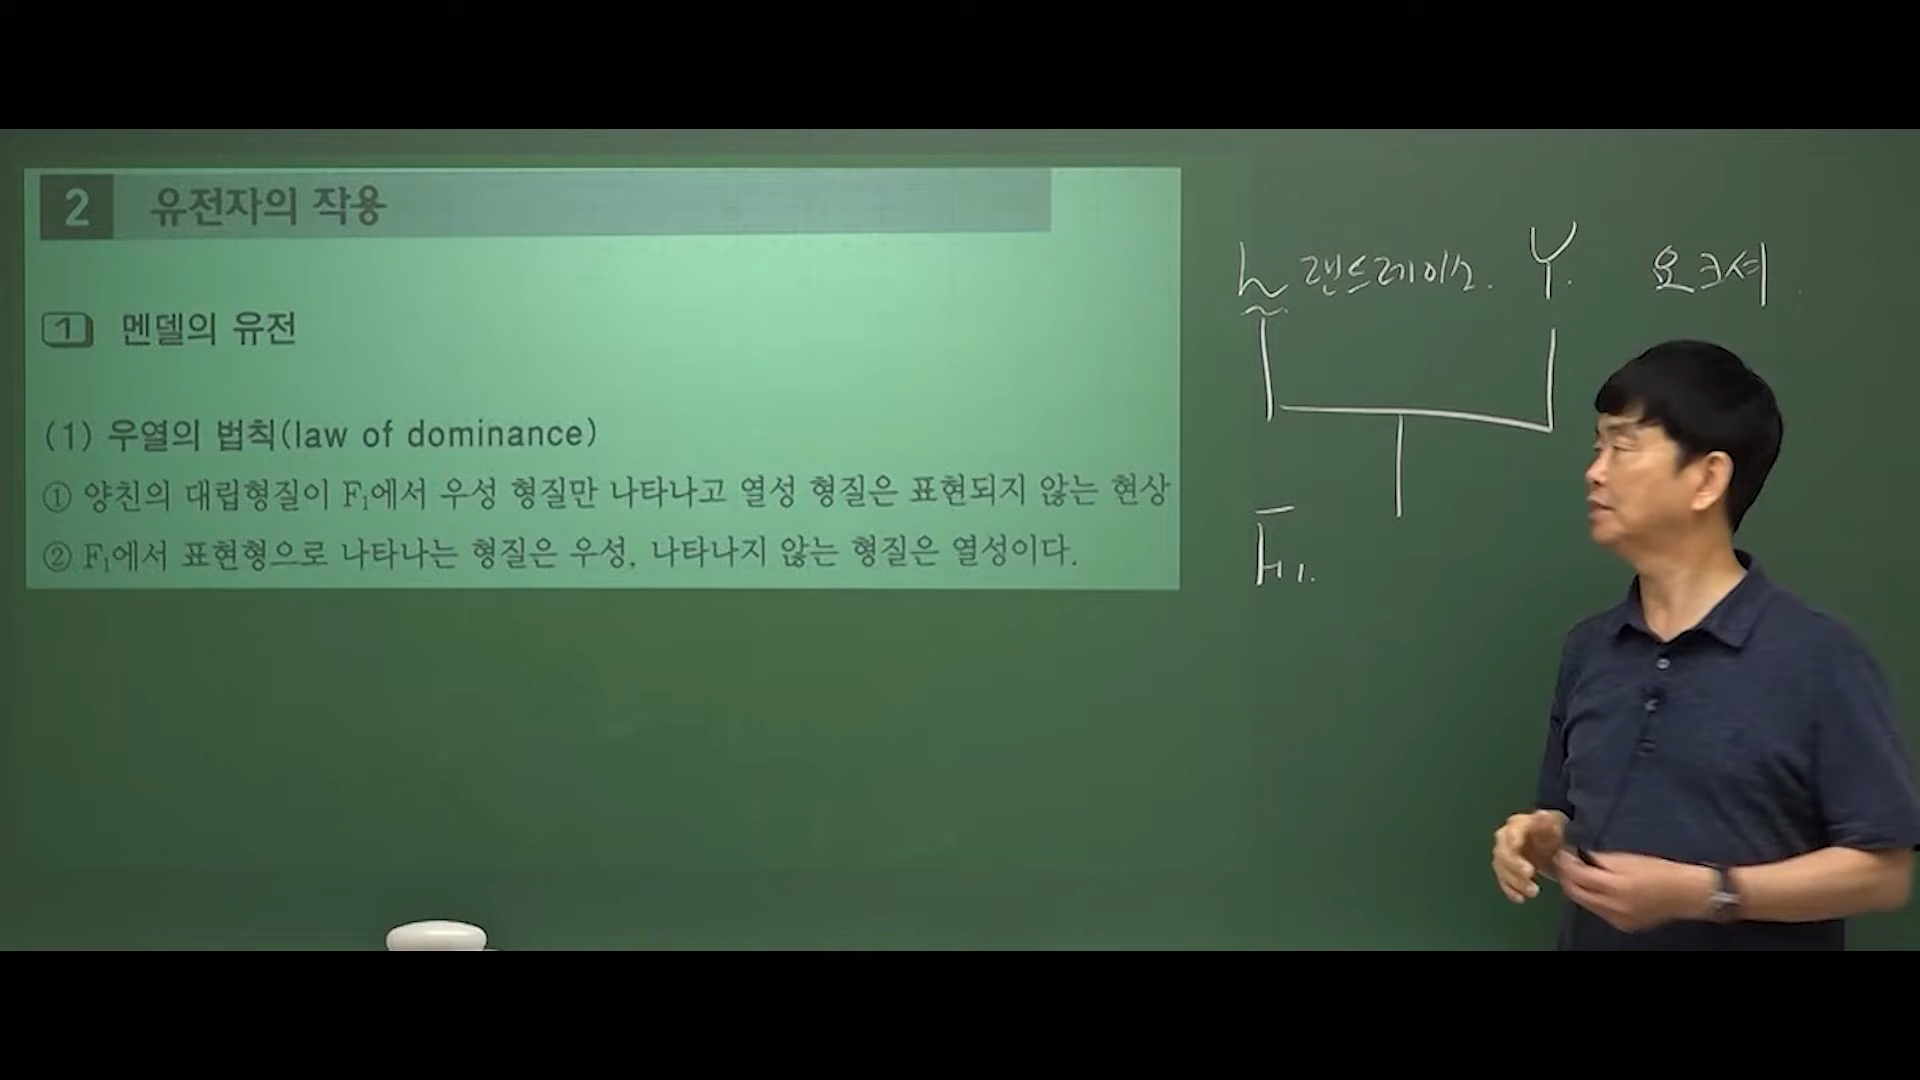 2 유전자의 작용
1 멘델의 유전
(1) 우열의 법칙(law of dominance)
① 양친의 대립형질이 F₁에서 우성 형질만 나타나고 열성 형질은 표현되지 않는 현상
② F₁에서 표현형으로 나타나는 형질은 우성, 나타나지 않는 형질은 열성이다.
L 랜드레이스. Y. 요크셔
F1.